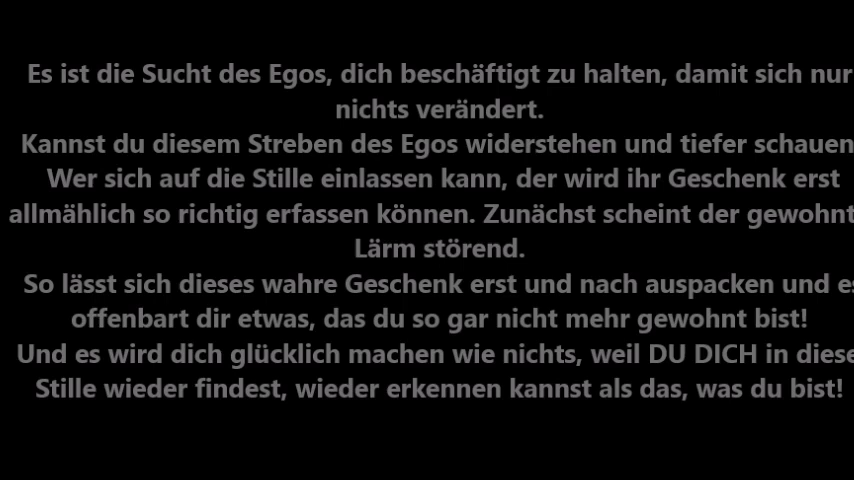 Es ist die Sucht des Egos, dich beschäftigt zu halten, damit sich nur
nichts verändert.
Kannst du diesem Streben des Egos widerstehen und tiefer schauen
Wer sich auf die Stille einlassen kann, der wird ihr Geschenk erst
allmählich so richtig erfassen können. Zunächst scheint der gewohnt
Lärm störend.
So lässt sich dieses wahre Geschenk erst und nach auspacken und es
offenbart dir etwas, das du so gar nicht mehr gewohnt bist!
Und es wird dich glücklich machen wie nichts, weil DU DICH in diese
Stille wieder findest, wieder erkennen kannst als das, was du bist!